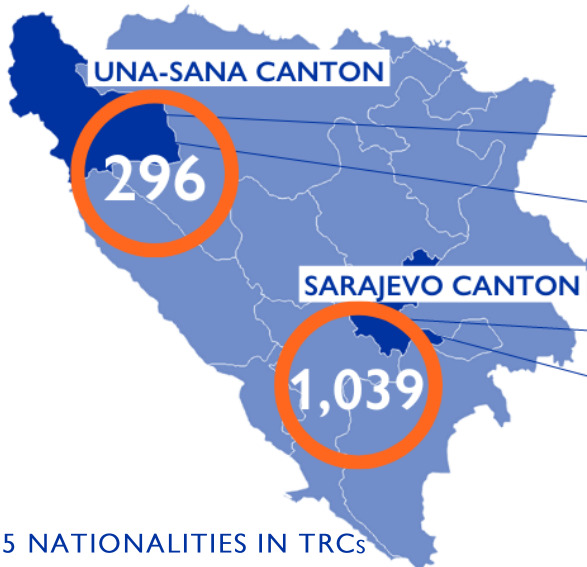 UNA-SANA CANTON
296
SARAJEVO CANTON
1,039
5 NATIONALITIES IN TRCs